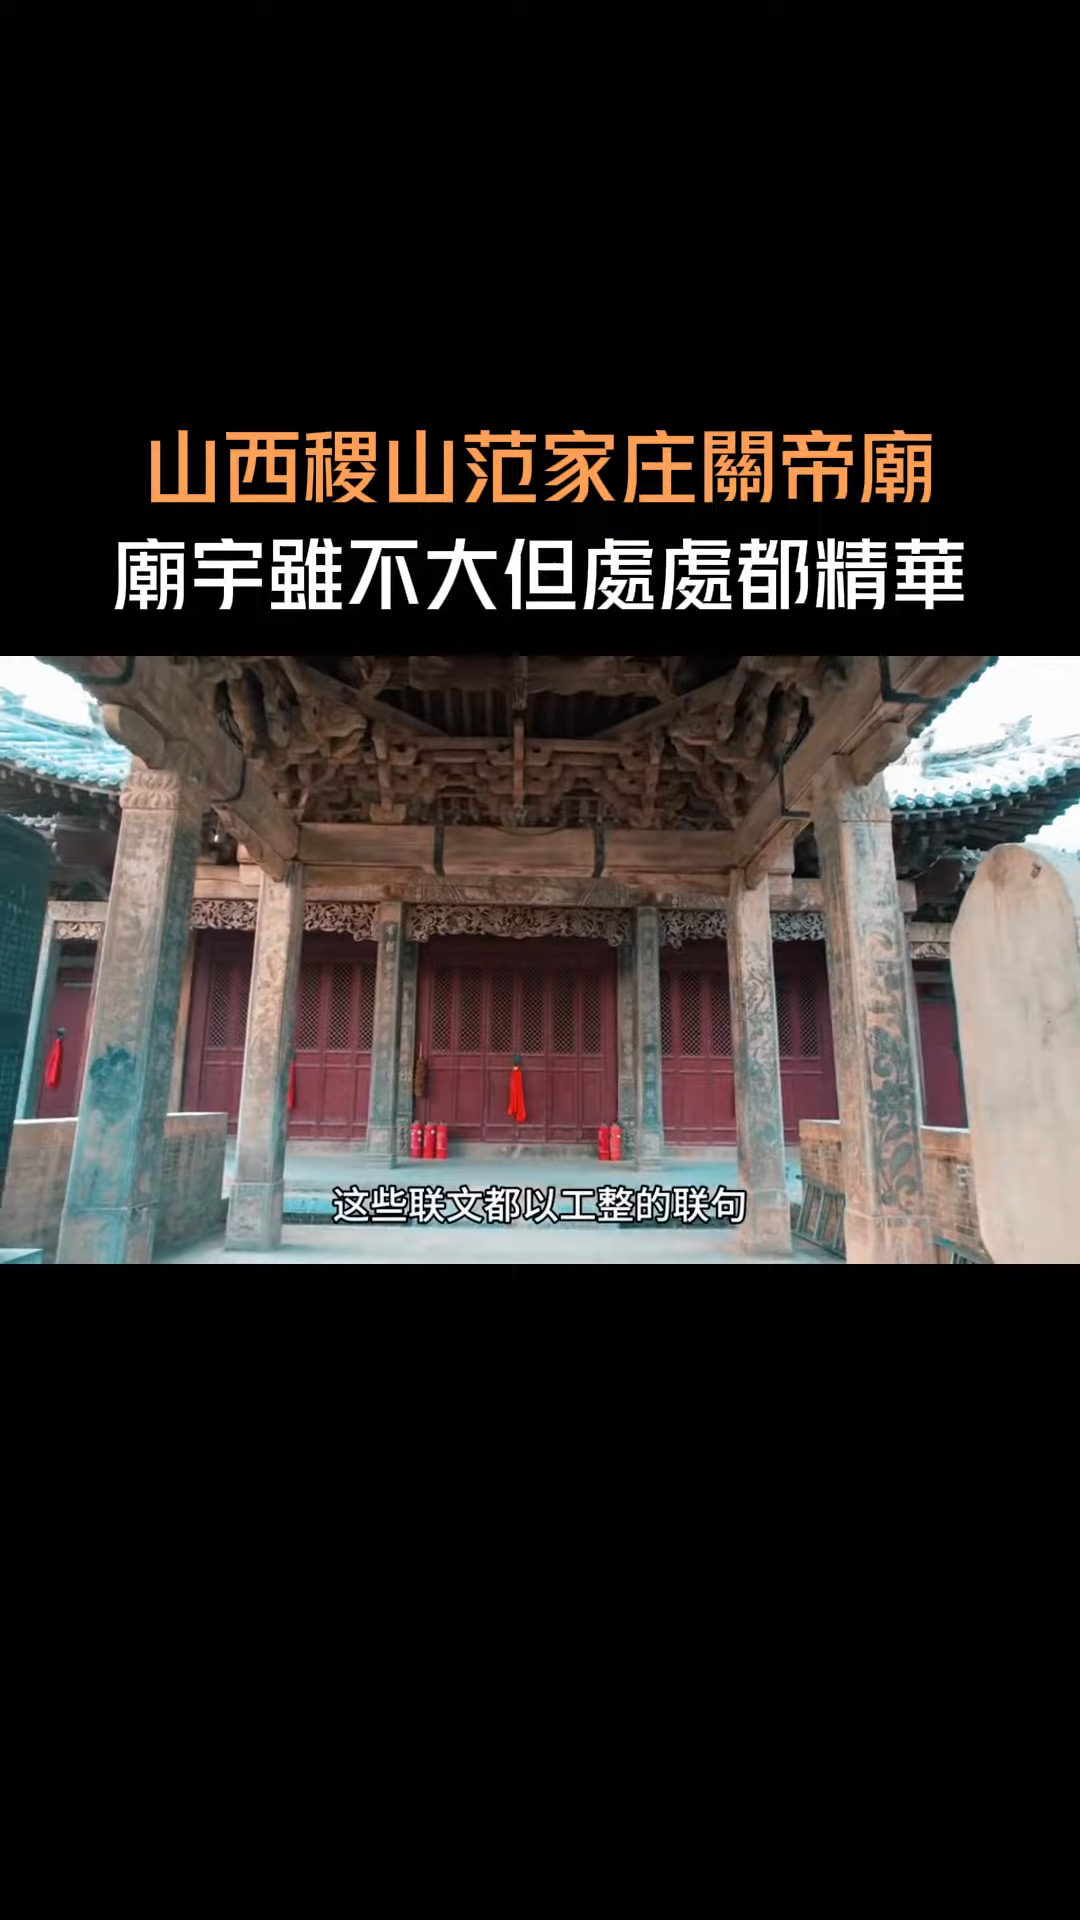 山西稷山范家庄關帝廟
廟宇雖不大但處處都精華
这些联文都以工整的联句